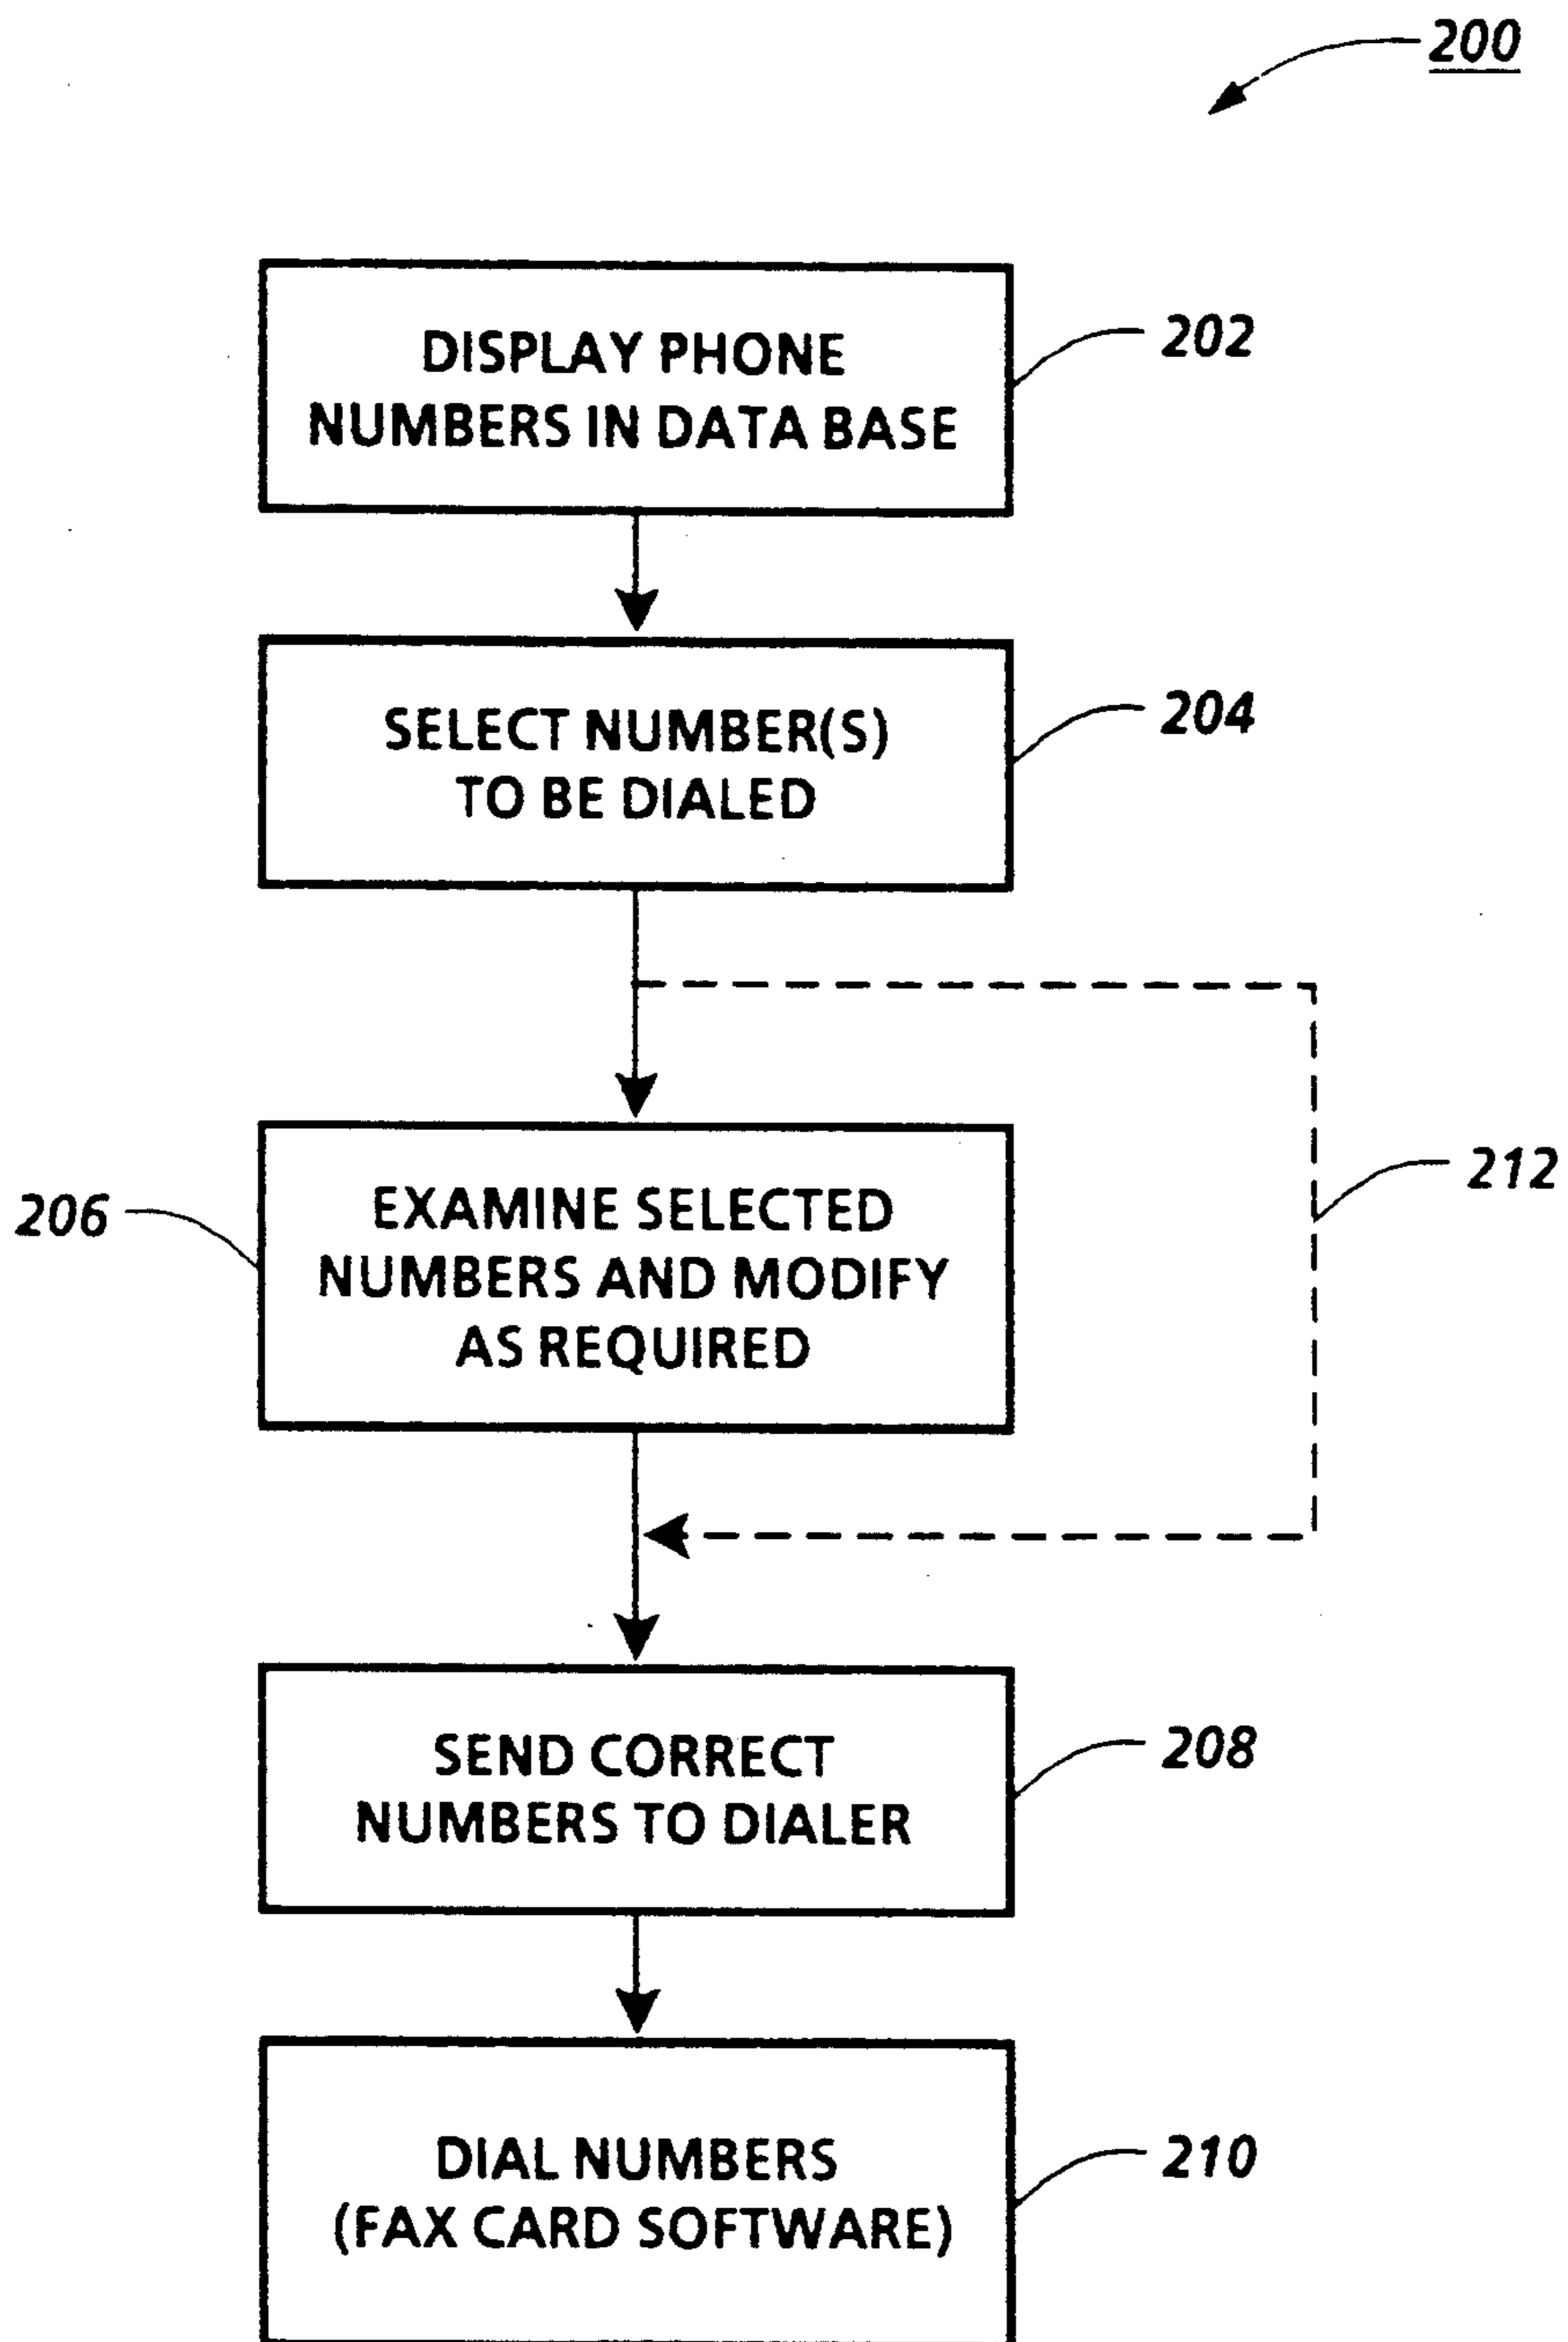 200
DISPLAY PHONE
NUMBERS IN DATA BASE
202
SELECT NUMBER(S)
TO BE DIALED
204
206
EXAMINE SELECTED
NUMBERS AND MODIFY
AS REQUIRED
212
SEND CORRECT
NUMBERS TO DIALER
208
DIAL NUMBERS
(FAX CARD SOFTWARE)
210